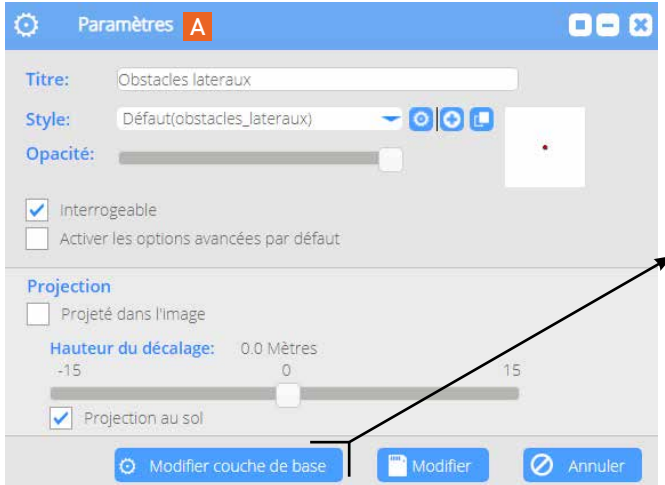 Paramètres A
Titre: Obstacles lateraux
Style: Défaut(obstacles_lateraux)
Opacité:
Interrogeable
Activer les options avancées par défaut
Projection
Projeté dans l'image
Hauteur du décalage: 0.0 Mètres
-15 0 15
Projection au sol
Modifier couche de base Modifier Annuler